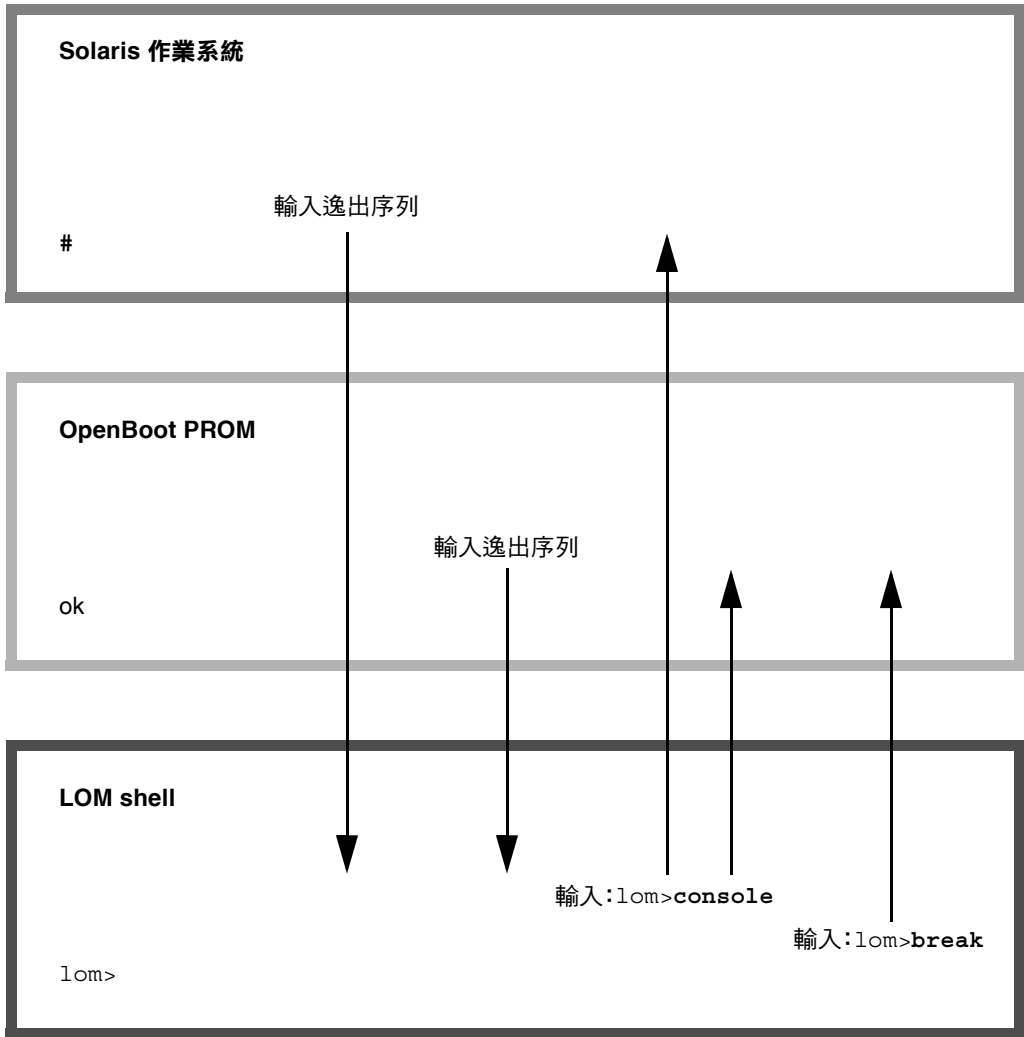 Solaris 作業系統
輸入逸出序列
#
OpenBoot PROM
輸入逸出序列
ok
LOM shell
輸入:lom>console
輸入:lom>break
lom>